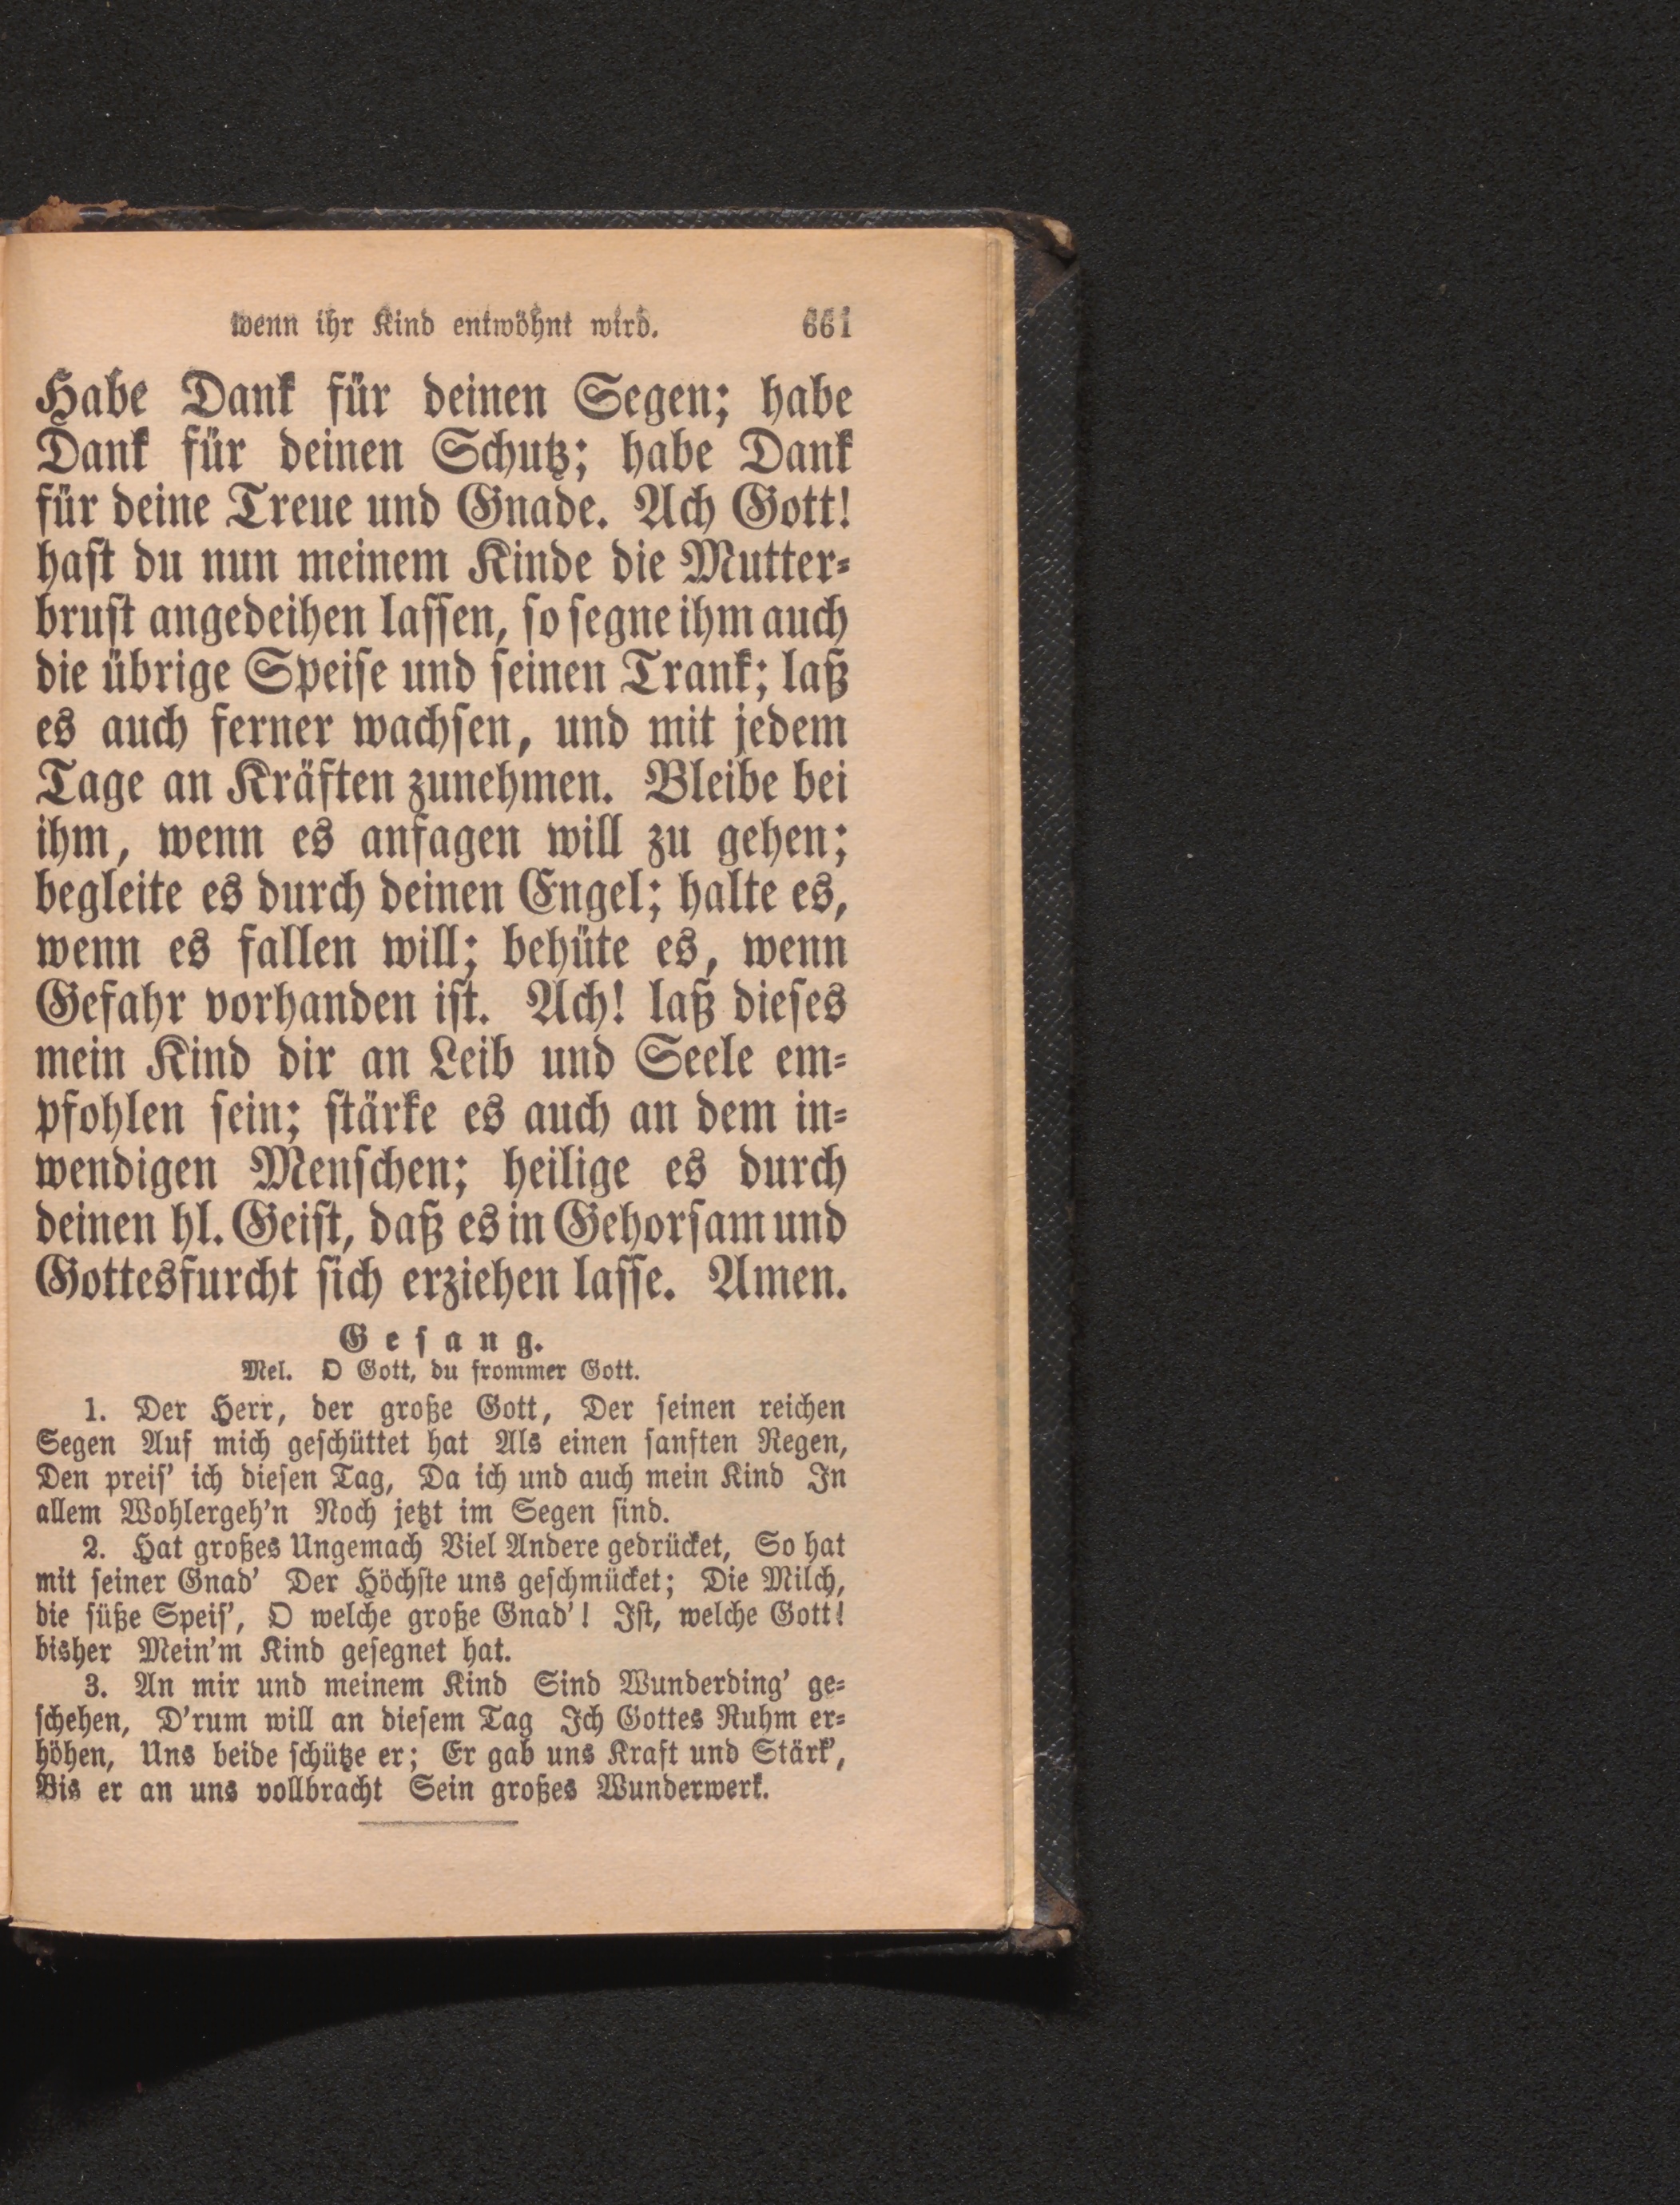 wenn ihr Kind entwöhnt wird. 661
Habe Dank für deinen Segen; habe
Dank für deinen Schutz; habe Dank
für deine Treue und Gnade. Ach Gott!
haſt du nun meinem Kinde die Mutter⸗
bruſt angedeihen laſſen, ſo ſegne ihm auch
die übrige Speiſe und ſeinen Trank; laß
es auch ferner wachſen, und mit jedem
Tage an Kräften zunehmen. Bleibe bei
ihm, wenn es anfagen will zu gehen;
begleite es durch deinen Engel; halte es,
wenn es fallen will; behüte es, wenn
Gefahr vorhanden iſt. Ach! laß dieſes
mein Kind dir an Leib und Seele em⸗
pfohlen ſein; ſtärke es auch an dem in⸗
wendigen Menſchen; heilige es durch
deinen hl. Geiſt, daß es in Gehorſam und
Gottesfurcht ſich erziehen laſſe. Amen.
Geſang.
Mel. O Gott, du frommer Gott.
1. Der Herr, der große Gott, Der ſeinen reichen
Segen Auf mich geſchüttet hat Als einen ſanften Regen,
Den preiſ’ ich dieſen Tag, Da ich und auch mein Kind In
allem Wohlergeh’n Noch jetzt im Segen ſind.
2. Hat großes Ungemach Viel Andere gedrücket, So hat
mit ſeiner Gnad’ Der Höchſte uns geſchmücket; Die Milch,
die ſüße Speiſ’, O welche große Gnad’! Iſt, welche Gott!
bisher Mein’m Kind geſegnet hat.
3. An mir und meinem Kind Sind Wunderding’ ge⸗
ſchehen, D’rum will an dieſem Tag Ich Gottes Ruhm er⸗
höhen, Uns beide ſchütze er; Er gab uns Kraft und Stärk’,
Bis er an uns vollbracht Sein großes Wunderwerk.